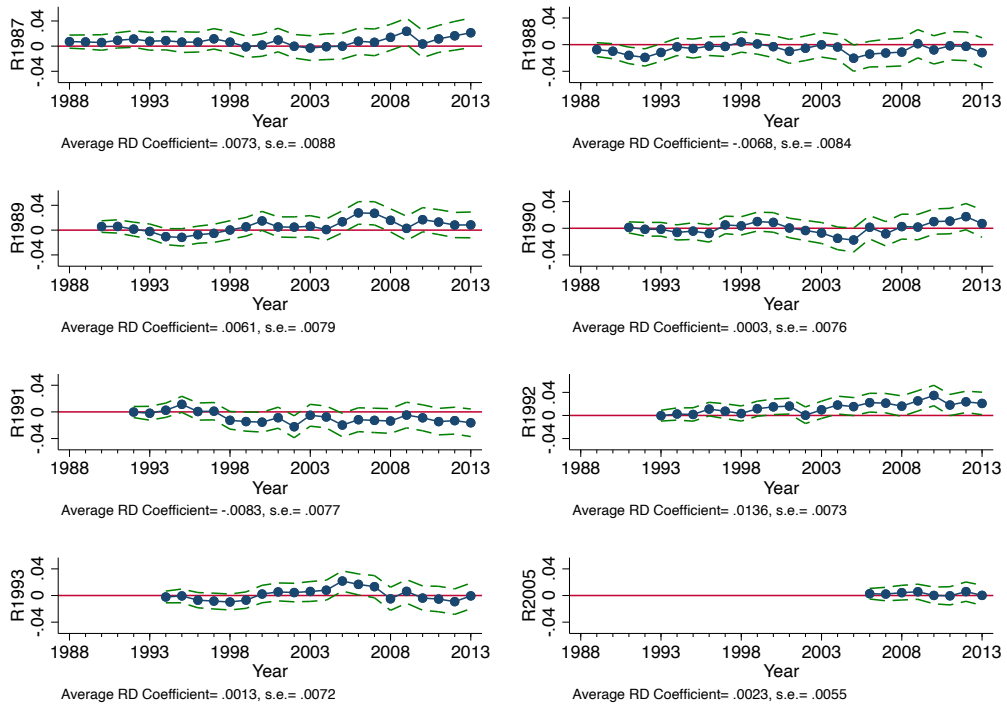 R1987
.04
0
-.04
1988 1993 1998 2003 2008 2013
Year
Average RD Coefficient= .0073, s.e.= .0088
R1988
.04
0
-.04
1988 1993 1998 2003 2008 2013
Year
Average RD Coefficient= -.0068, s.e.= .0084
R1989
.04
0
-.04
1988 1993 1998 2003 2008 2013
Year
Average RD Coefficient= .0061, s.e.= .0079
R1990
.04
0
-.04
1988 1993 1998 2003 2008 2013
Year
Average RD Coefficient= .0003, s.e.= .0076
R1991
.04
0
-.04
1988 1993 1998 2003 2008 2013
Year
Average RD Coefficient= -.0083, s.e.= .0077
R1992
.04
0
-.04
1988 1993 1998 2003 2008 2013
Year
Average RD Coefficient= .0136, s.e.= .0073
R1993
.04
0
-.04
1988 1993 1998 2003 2008 2013
Year
Average RD Coefficient= .0013, s.e.= .0072
R2005
.04
0
-.04
1988 1993 1998 2003 2008 2013
Year
Average RD Coefficient= .0023, s.e.= .0055